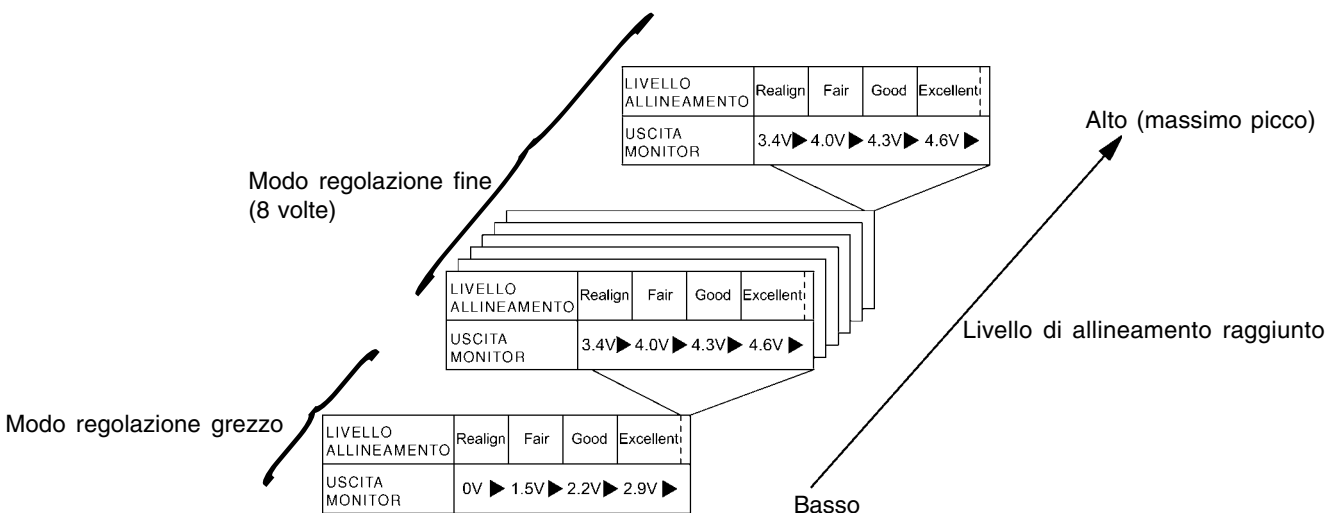 LIVELLO
ALLINEAMENTO Realign Fair Good Excellent
USCITA
MONITOR 3.4V ▶ 4.0V ▶ 4.3V ▶ 4.6V ▶
Alto (massimo picco)
Modo regolazione fine
(8 volte)
LIVELLO
ALLINEAMENTO Realign Fair Good Excellent
USCITA
MONITOR 3.4V ▶ 4.0V ▶ 4.3V ▶ 4.6V ▶
Livello di allineamento raggiunto
Modo regolazione grezzo
LIVELLO
ALLINEAMENTO Realign Fair Good Excellent
USCITA
MONITOR 0V ▶ 1.5V ▶ 2.2V ▶ 2.9V ▶
Basso